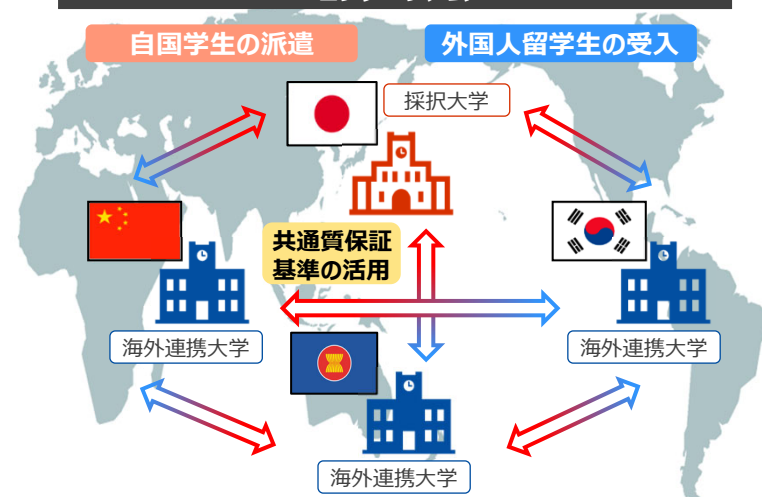 自国学生の派遣
外国人留学生の受入
採択大学
共通質保証
基準の活用
海外連携大学
海外連携大学
海外連携大学